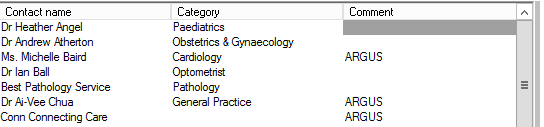 Contact name Category Comment
Dr Heather Angel Paediatrics
Dr Andrew Atherton Obstetrics & Gynaecology
Ms. Michelle Baird Cardiology ARGUS
Dr Ian Ball Optometrist
Best Pathology Service Pathology
Dr Ai-Vee Chua General Practice ARGUS
Conn Connecting Care ARGUS